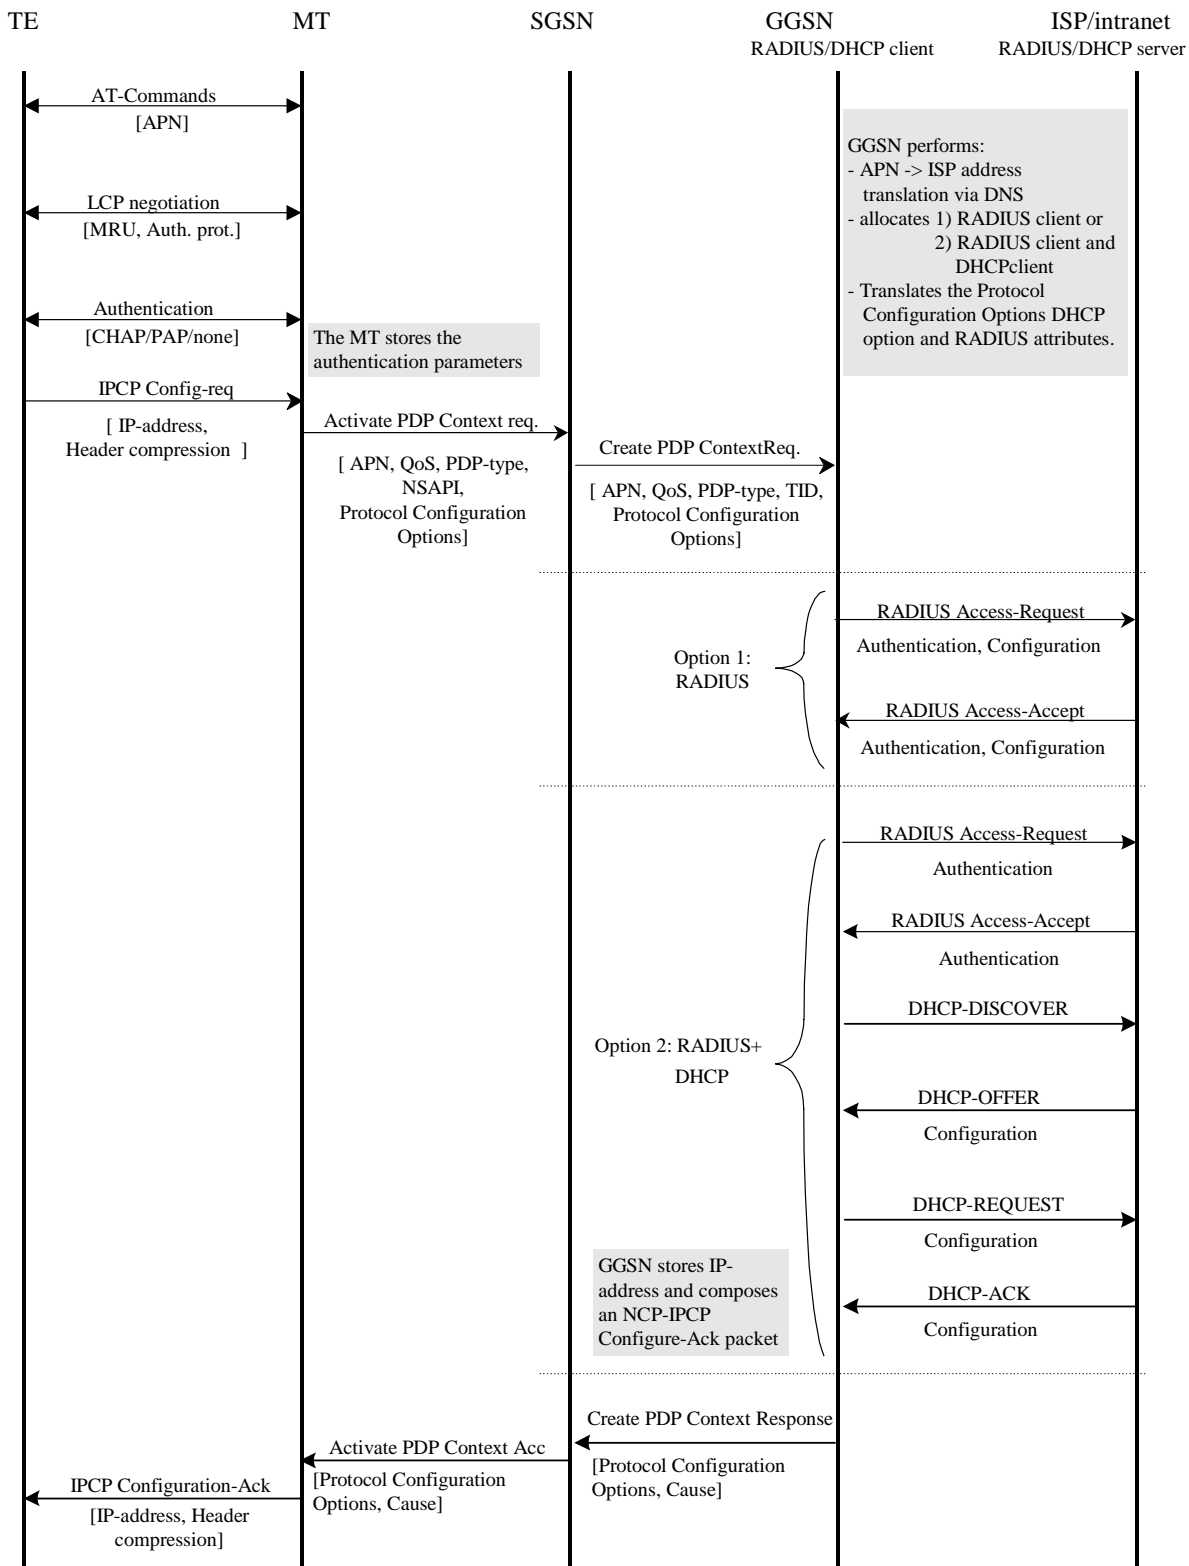 TE
MT
SGSN
GGSN
ISP/intranet
RADIUS/DHCP client
RADIUS/DHCP server
AT-Commands
[APN]
GGSN performs:
- APN -> ISP address
translation via DNS
- allocates 1) RADIUS client or
2) RADIUS client and
DHCPclient
- Translates the Protocol
Configuration Options DHCP
option and RADIUS attributes.
LCP negotiation
[MRU, Auth. prot.]
Authentication
[CHAP/PAP/none]
The MT stores the
authentication parameters
IPCP Config-req
[ IP-address,
Header compression ]
Activate PDP Context req.
[ APN, QoS, PDP-type,
NSAPI,
Protocol Configuration
Options]
Create PDP ContextReq.
[ APN, QoS, PDP-type, TID,
Protocol Configuration
Options]
RADIUS Access-Request
Authentication, Configuration
Option 1:
RADIUS
RADIUS Access-Accept
Authentication, Configuration
RADIUS Access-Request
Authentication
RADIUS Access-Accept
Authentication
DHCP-DISCOVER
Option 2: RADIUS+
DHCP
DHCP-OFFER
Configuration
DHCP-REQUEST
Configuration
GGSN stores IP-
address and composes
an NCP-IPCP
Configure-Ack packet
DHCP-ACK
Configuration
Create PDP Context Response
[Protocol Configuration
Options, Cause]
Activate PDP Context Acc
[Protocol Configuration
Options, Cause]
IPCP Configuration-Ack
[IP-address, Header
compression]